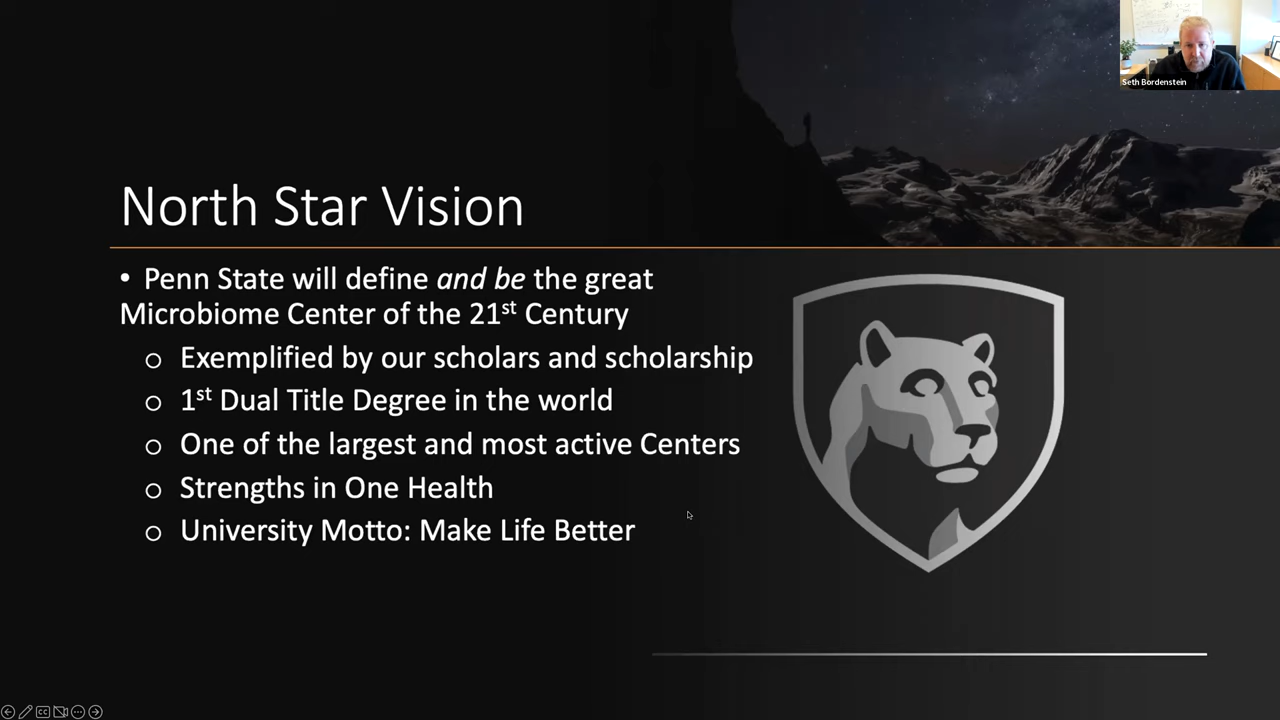 Seth Bordenstein
North Star Vision
• Penn State will define and be the great
Microbiome Center of the 21st Century
o Exemplified by our scholars and scholarship
o 1st Dual Title Degree in the world
o One of the largest and most active Centers
o Strengths in One Health
o University Motto: Make Life Better
CC